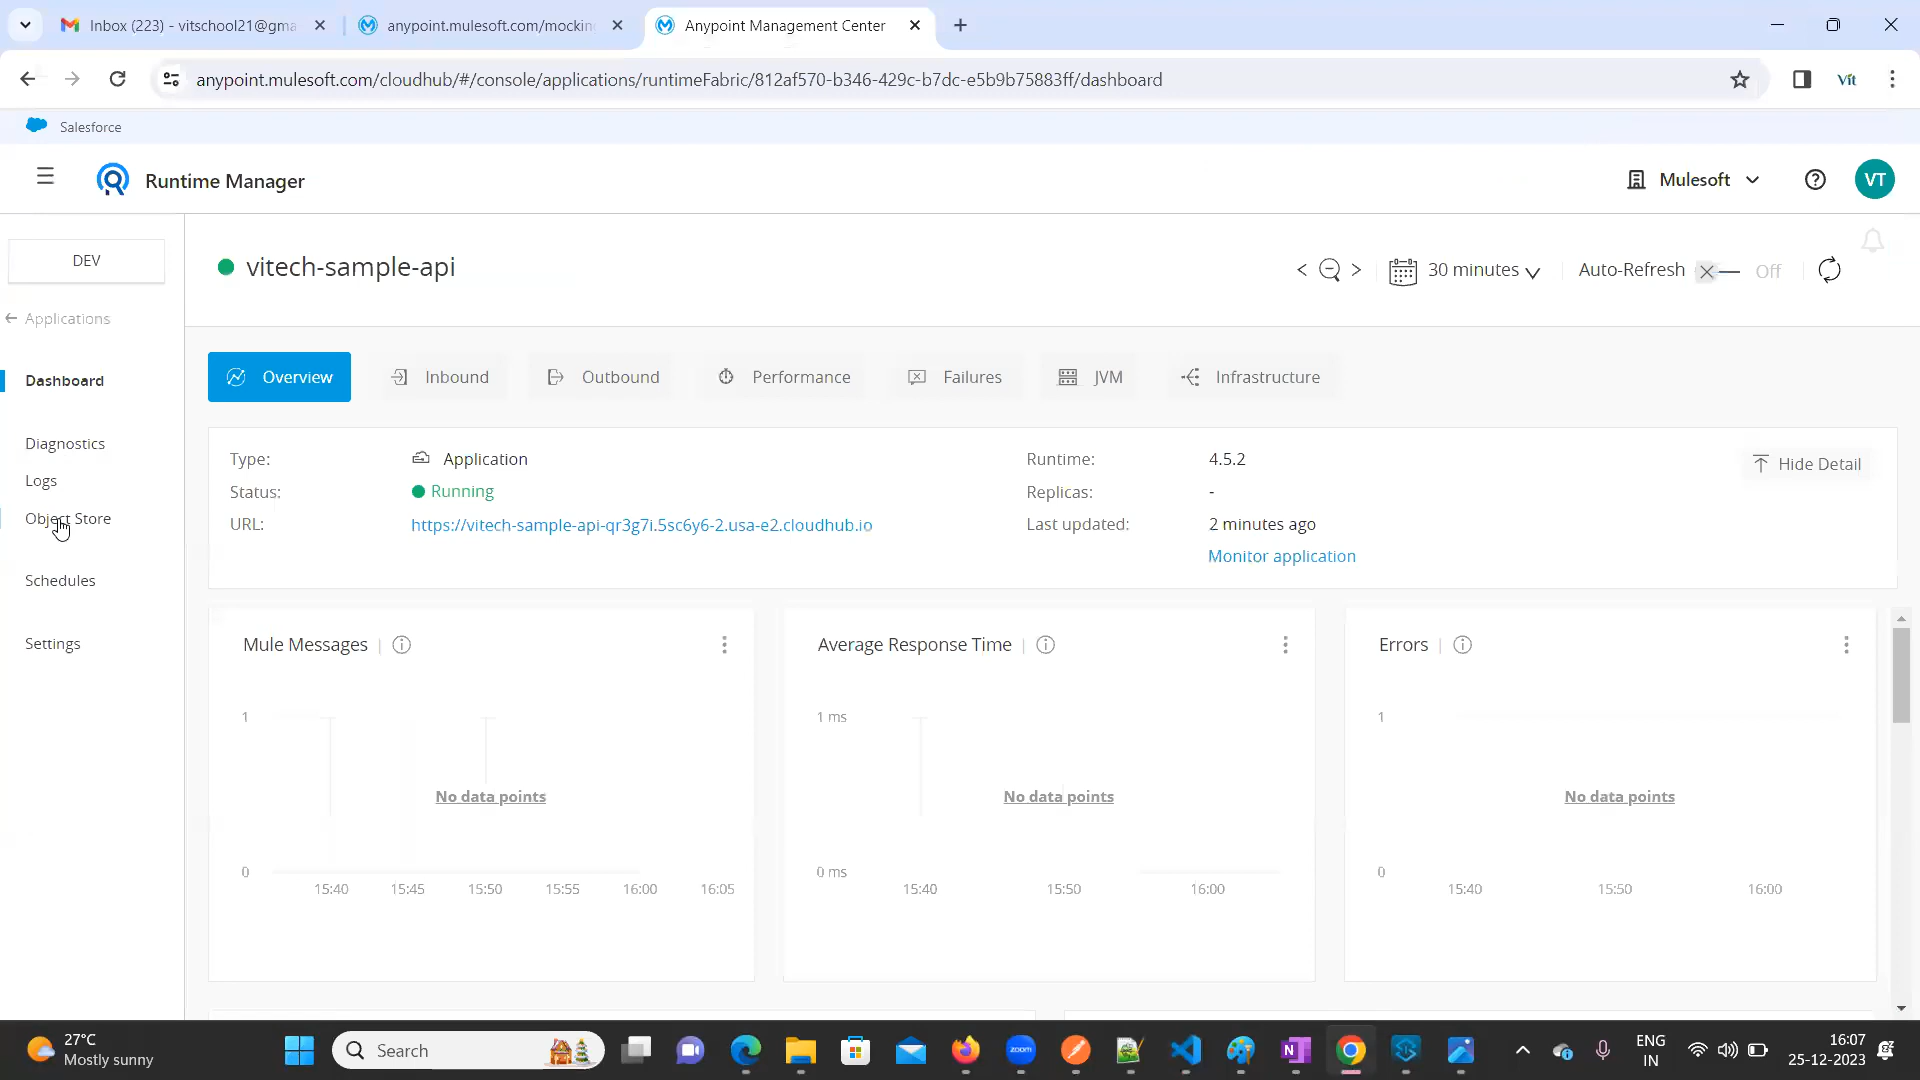 Inbox (223) - vitschool21@gma
anypoint.mulesoft.com/mockin
Anypoint Management Center
anypoint.mulesoft.com/cloudhub/#/console/applications/runtimeFabric/812af570-b346-429c-b7dc-e5b9b75883ff/dashboard
Vit
Salesforce
Runtime Manager
Mulesoft
VT
DEV
vitech-sample-api
30 minutes
Auto-Refresh
Off
Applications
Dashboard
Diagnostics
Logs
Object Store
Schedules
Settings
Overview
Inbound
Outbound
Performance
Failures
JVM
Infrastructure
Type:
Application
Runtime:
4.5.2
Hide Detail
Status:
Running
Replicas:
-
URL:
https://vitech-sample-api-qr3g7i.5sc6y6-2.usa-e2.cloudhub.io
Last updated:
2 minutes ago
Monitor application
Mule Messages
1
No data points
0
15:40 15:45 15:50 15:55 16:00 16:05
Average Response Time
1 ms
No data points
0 ms
15:40 15:50 16:00
Errors
1
No data points
0
15:40 15:50 16:00
27°C
Mostly sunny
Search
zoom
N
ENG
IN
16:07
25-12-2023